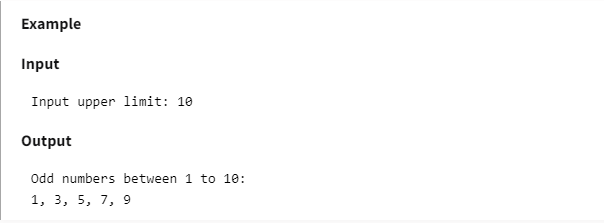 Example
Input
Input upper limit: 10
Output
Odd numbers between 1 to 10:
1, 3, 5, 7, 9